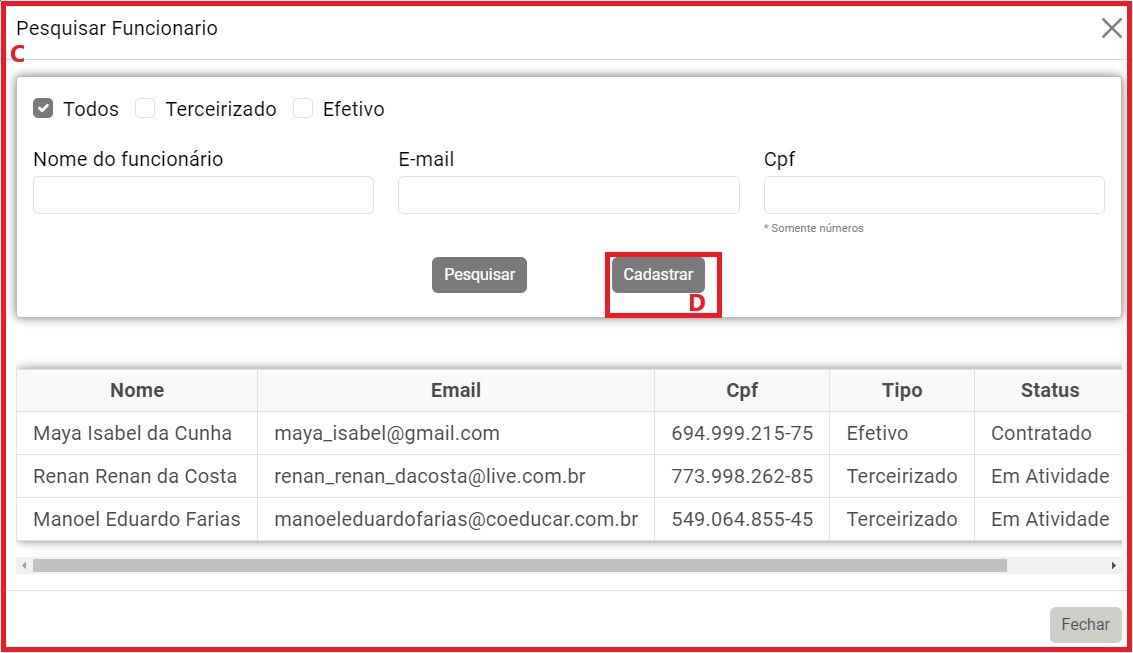 Pesquisar Funcionario
C
Todos Terceirizado Efetivo
Nome do funcionário E-mail Cpf
* Somente números
Pesquisar Cadastrar
D
Nome Email Cpf Tipo Status
Maya Isabel da Cunha maya_isabel@gmail.com 694.999.215-75 Efetivo Contratado
Renan Renan da Costa renan_renan_dacosta@live.com.br 773.998.262-85 Terceirizado Em Atividade
Manoel Eduardo Farias manoeleduardofarias@coeducar.com.br 549.064.855-45 Terceirizado Em Atividade
Fechar